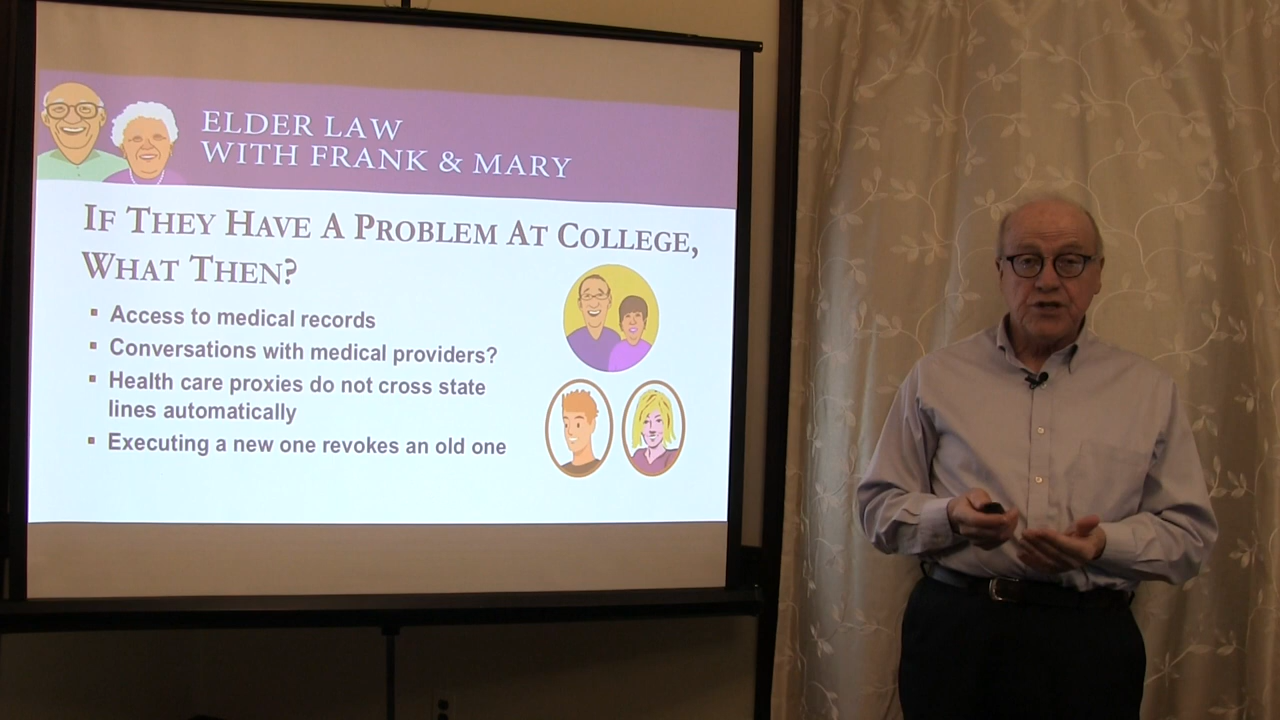 ELDER LAW
WITH FRANK & MARY
IF THEY HAVE A PROBLEM AT COLLEGE,
WHAT THEN?
▪ Access to medical records
▪ Conversations with medical providers?
▪ Health care proxies do not cross state
lines automatically
▪ Executing a new one revokes an old one